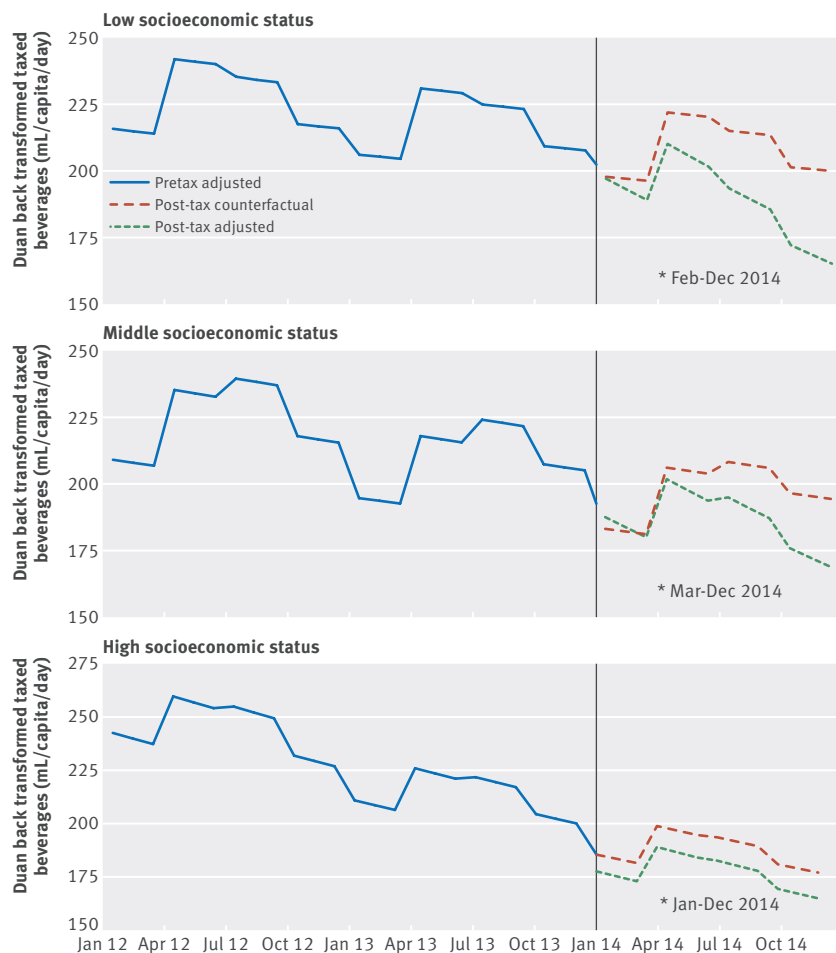 Low socioeconomic status
Duan back transformed taxed
beverages (mL/capita/day)
250
225
200
175
150
Pretax adjusted
Post-tax counterfactual
Post-tax adjusted
* Feb-Dec 2014
Middle socioeconomic status
Duan back transformed taxed
beverages (mL/capita/day)
250
225
200
175
150
* Mar-Dec 2014
High socioeconomic status
Duan back transformed taxed
beverages (mL/capita/day)
275
250
225
200
175
150
* Jan-Dec 2014
Jan 12 Apr 12 Jul 12 Oct 12 Jan 13 Apr 13 Jul 13 Oct 13 Jan 14 Apr 14 Jul 14 Oct 14